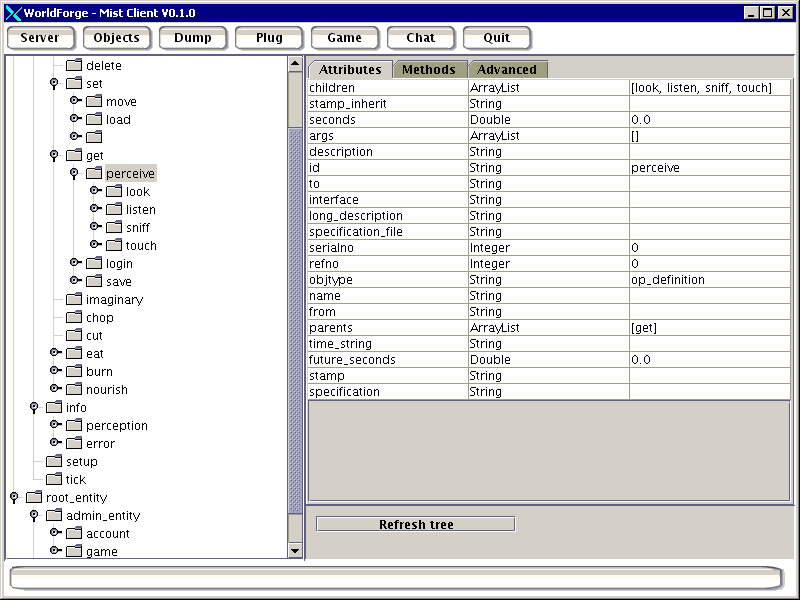 WorldForge - Mist Client V0.1.0
Server Objects Dump Plug Game Chat Quit
delete
set
move
load
get
perceive
look
listen
sniff
touch
login
save
imaginary
chop
cut
eat
burn
nourish
info
perception
error
setup
tick
root_entity
admin_entity
account
game
Attributes Methods Advanced
children ArrayList [look, listen, sniff, touch]
stamp_inherit String
seconds Double 0.0
args ArrayList []
description String
id String perceive
to String
interface String
long_description String
specification_file String
serialno Integer 0
refno Integer 0
objtype String op_definition
name String
from String
parents ArrayList [get]
time_string String
future_seconds Double 0.0
stamp String
specification String
Refresh tree